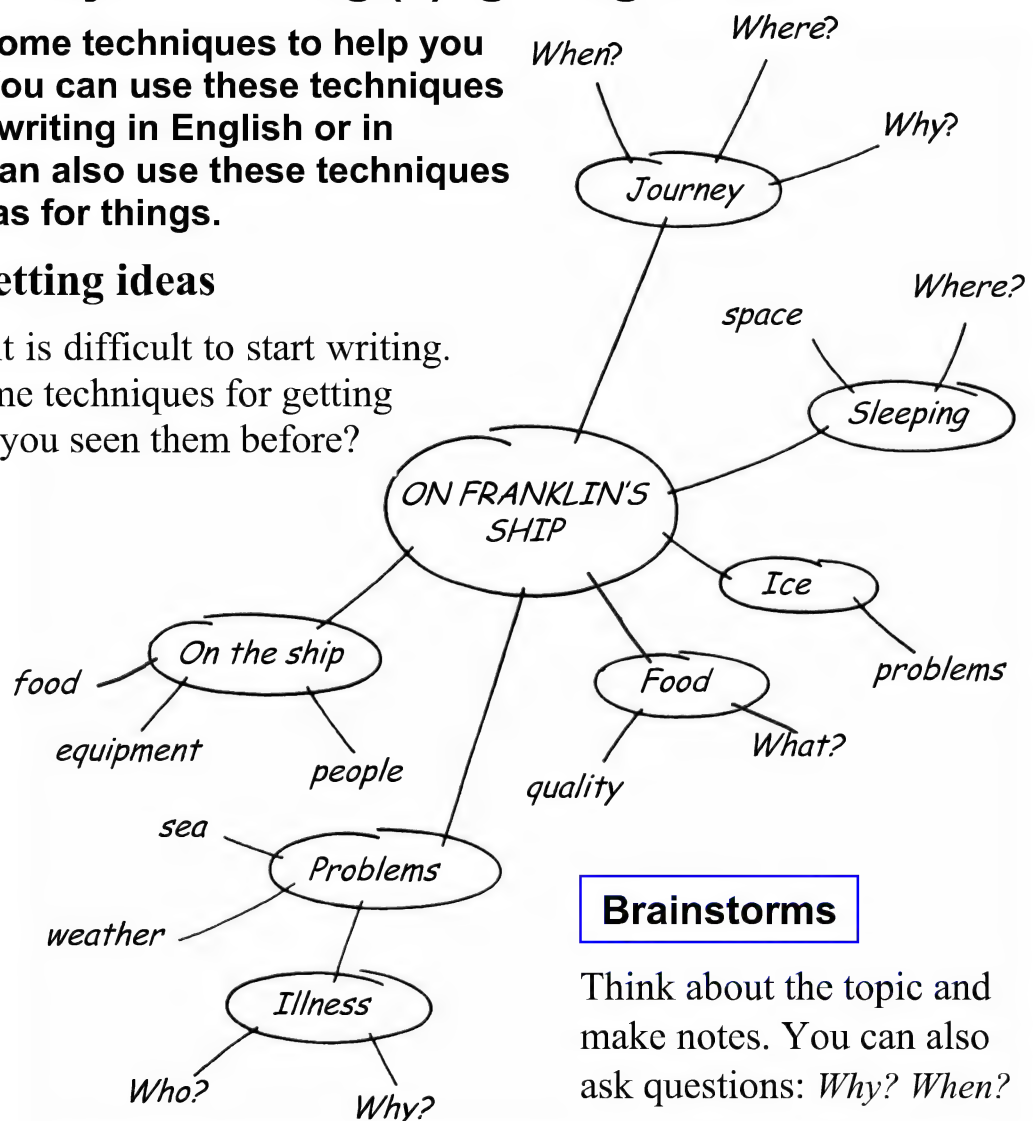 ome techniques to help you
ou can use these techniques
writing in English or in
an also use these techniques
as for things.
etting ideas
t is difficult to start writing.
me techniques for getting
you seen them before?
When?
Where?
Why?
Journey
space
Where?
Sleeping
ON FRANKLIN'S
SHIP
Ice
problems
On the ship
food
equipment
people
Food
What?
quality
sea
Problems
weather
Illness
Who?
Why?
Brainstorms
Think about the topic and
make notes. You can also
ask questions: Why? When?